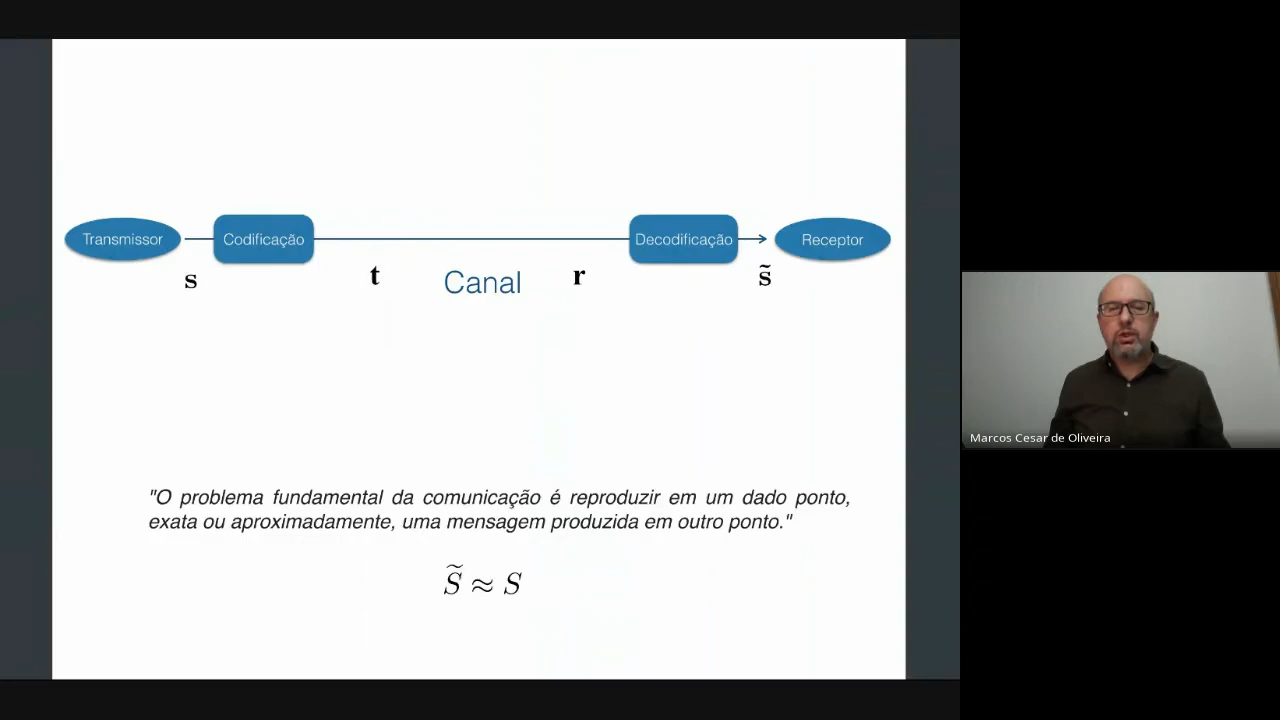 Transmissor
Codificação
Decodificação
Receptor
s
t
Canal
r
s̃
"O problema fundamental da comunicação é reproduzir em um dado ponto,
exata ou aproximadamente, uma mensagem produzida em outro ponto."
S̃ ≈ S
Marcos Cesar de Oliveira